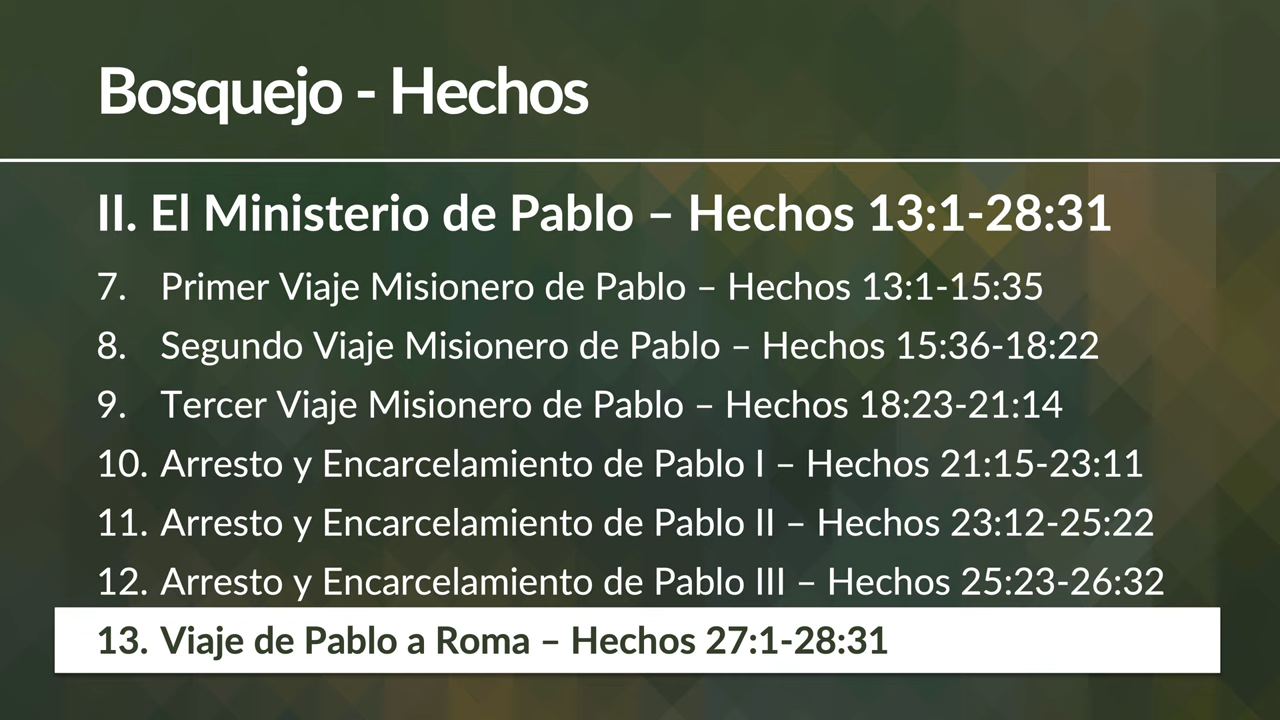 Bosquejo - Hechos
II. El Ministerio de Pablo – Hechos 13:1-28:31
7. Primer Viaje Misionero de Pablo – Hechos 13:1-15:35
8. Segundo Viaje Misionero de Pablo – Hechos 15:36-18:22
9. Tercer Viaje Misionero de Pablo – Hechos 18:23-21:14
10. Arresto y Encarcelamiento de Pablo I – Hechos 21:15-23:11
11. Arresto y Encarcelamiento de Pablo II – Hechos 23:12-25:22
12. Arresto y Encarcelamiento de Pablo III – Hechos 25:23-26:32
13. Viaje de Pablo a Roma – Hechos 27:1-28:31